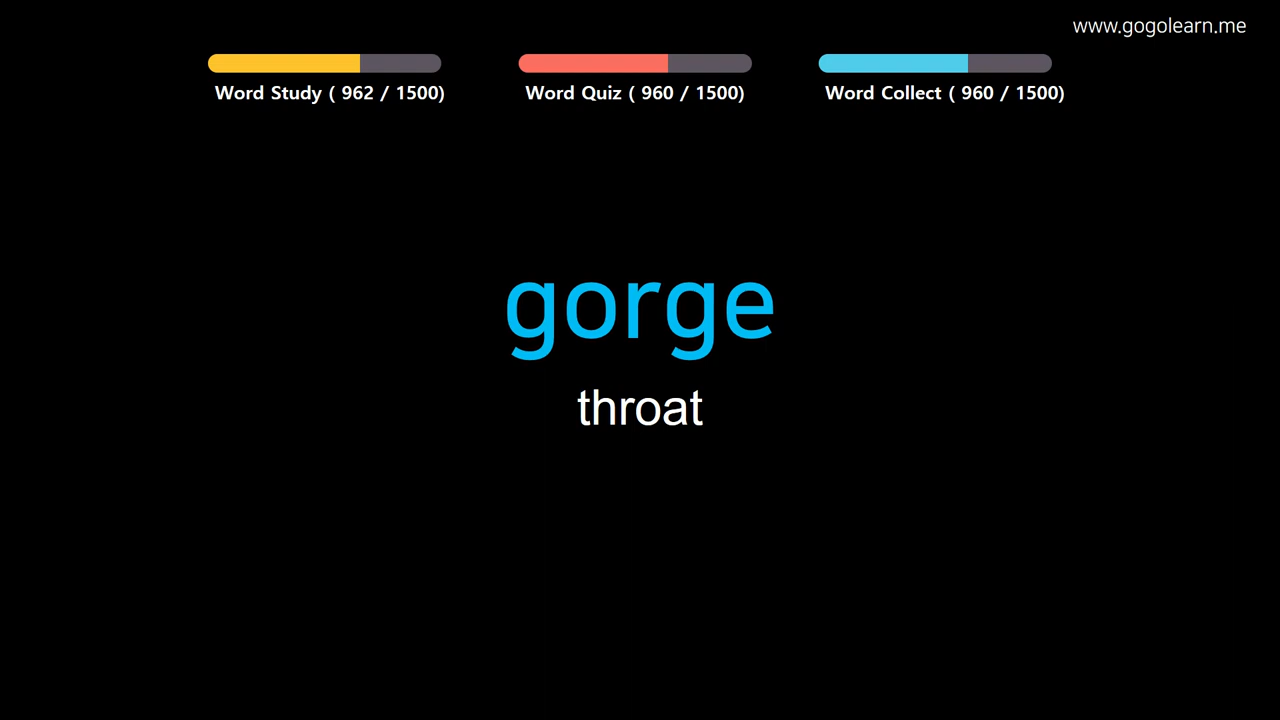 www.gogolearn.me
Word Study ( 962 / 1500)
Word Quiz ( 960 / 1500)
Word Collect ( 960 / 1500)
gorge
throat